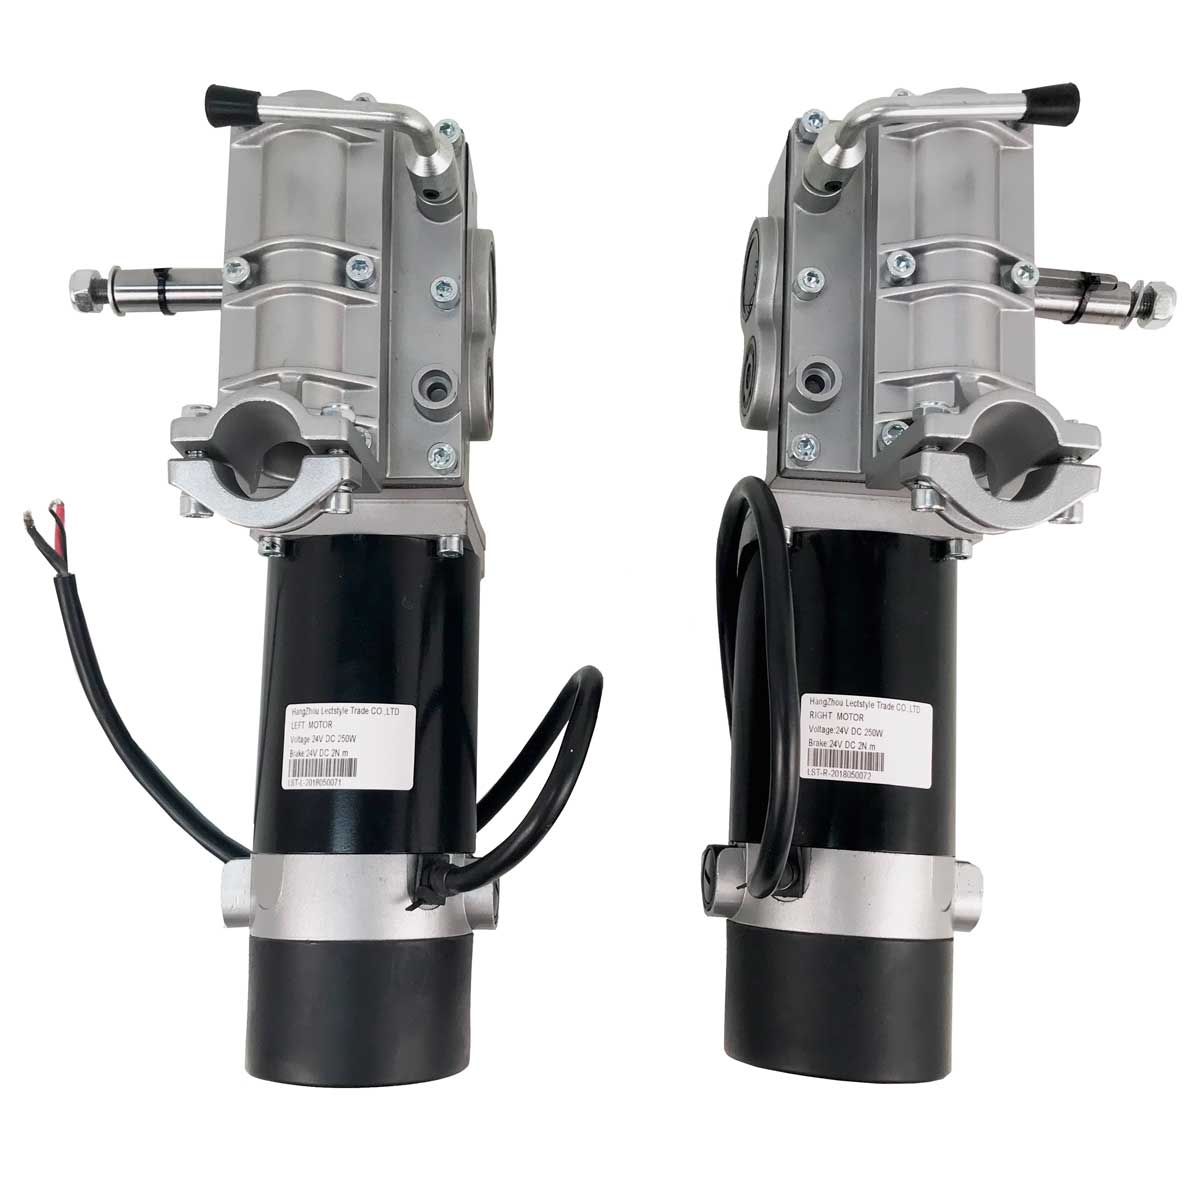 HangZhou Lectstyle Trade CO.,LTD
LEFT MOTOR
Voltage 24V DC 250W
Brake:24V DC 2N m
LST-L-2018050071
HangZhou Lectstyle Trade CO.,LTD
RIGHT MOTOR
Voltage:24V DC 250W
Brake:24V DC 2N m
LST-R-2018050072